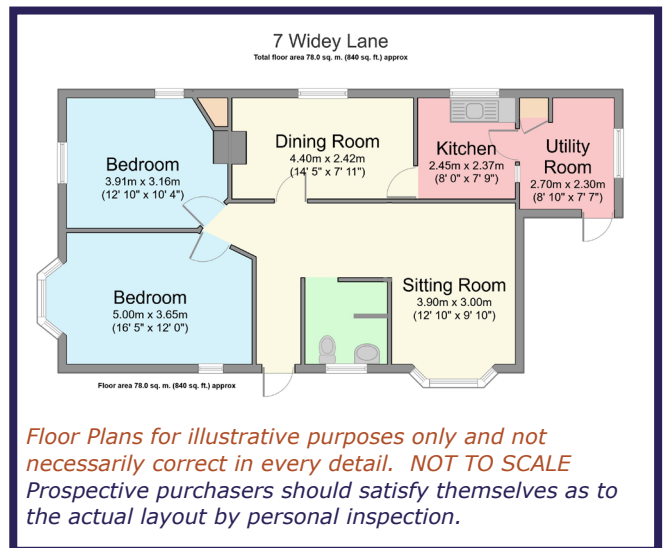 7 Widey Lane
Total floor area 78.0 sq. m. (840 sq. ft.) approx
Dining Room
4.40m x 2.42m
(14' 5" x 7' 11")
Kitchen
2.45m x 2.37m
(8' 0" x 7' 9")
Utility
Room
2.70m x 2.30m
(8' 10" x 7' 7")
Bedroom
3.91m x 3.16m
(12' 10" x 10' 4")
Bedroom
5.00m x 3.65m
(16' 5" x 12' 0")
Sitting Room
3.90m x 3.00m
(12' 10" x 9' 10")
Floor area 78.0 sq. m. (840 sq. ft.) approx
Floor Plans for illustrative purposes only and not
necessarily correct in every detail.  NOT TO SCALE
Prospective purchasers should satisfy themselves as to
the actual layout by personal inspection.